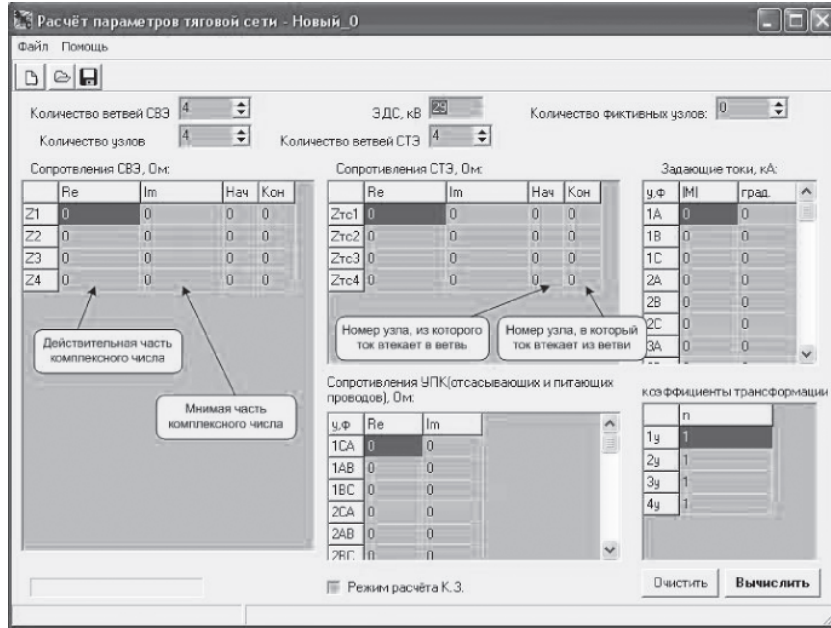 Расчёт параметров тяговой сети - Новый_0
Файл Помощь
Количество ветвей СВЭ 4 ЭДС, кВ 29 Количество фиктивных узлов: 0
Количество узлов 4 Количество ветвей СТЭ 4
Сопротвления СВЭ, Ом:
Re Im Нач Кон
Z1 0 0 0 0
Z2 0 0 0 0
Z3 0 0 0 0
Z4 0 0 0 0
Действительная часть
комплексного числа
Мнимая часть
комплексного числа
Сопротивления СТЭ, Ом:
Re Im Нач Кон
Zтс1 0 0 0 0
Zтс2 0 0 0 0
Zтс3 0 0 0 0
Zтс4 0 0 0 0
Номер узла, из которого
ток втекает в ветвь
Номер узла, в который
ток втекает из ветви
Задающие токи, кА:
у,Ф |M| град.
1A 0 0
1B 0 0
1C 0 0
2A 0 0
2B 0 0
2C 0 0
3A 0 0
Сопротивления УПК(отсасывающих и питающих
проводов), Ом:
у,Ф Re Im
1CA 0 0
1AB 0 0
1BC 0 0
2CA 0 0
2AB 0 0
2BC 0 0
коэффициенты трансформации
n
1у 1
2у 1
3у 1
4у 1
Режим расчёта К.З.
Очистить Вычислить